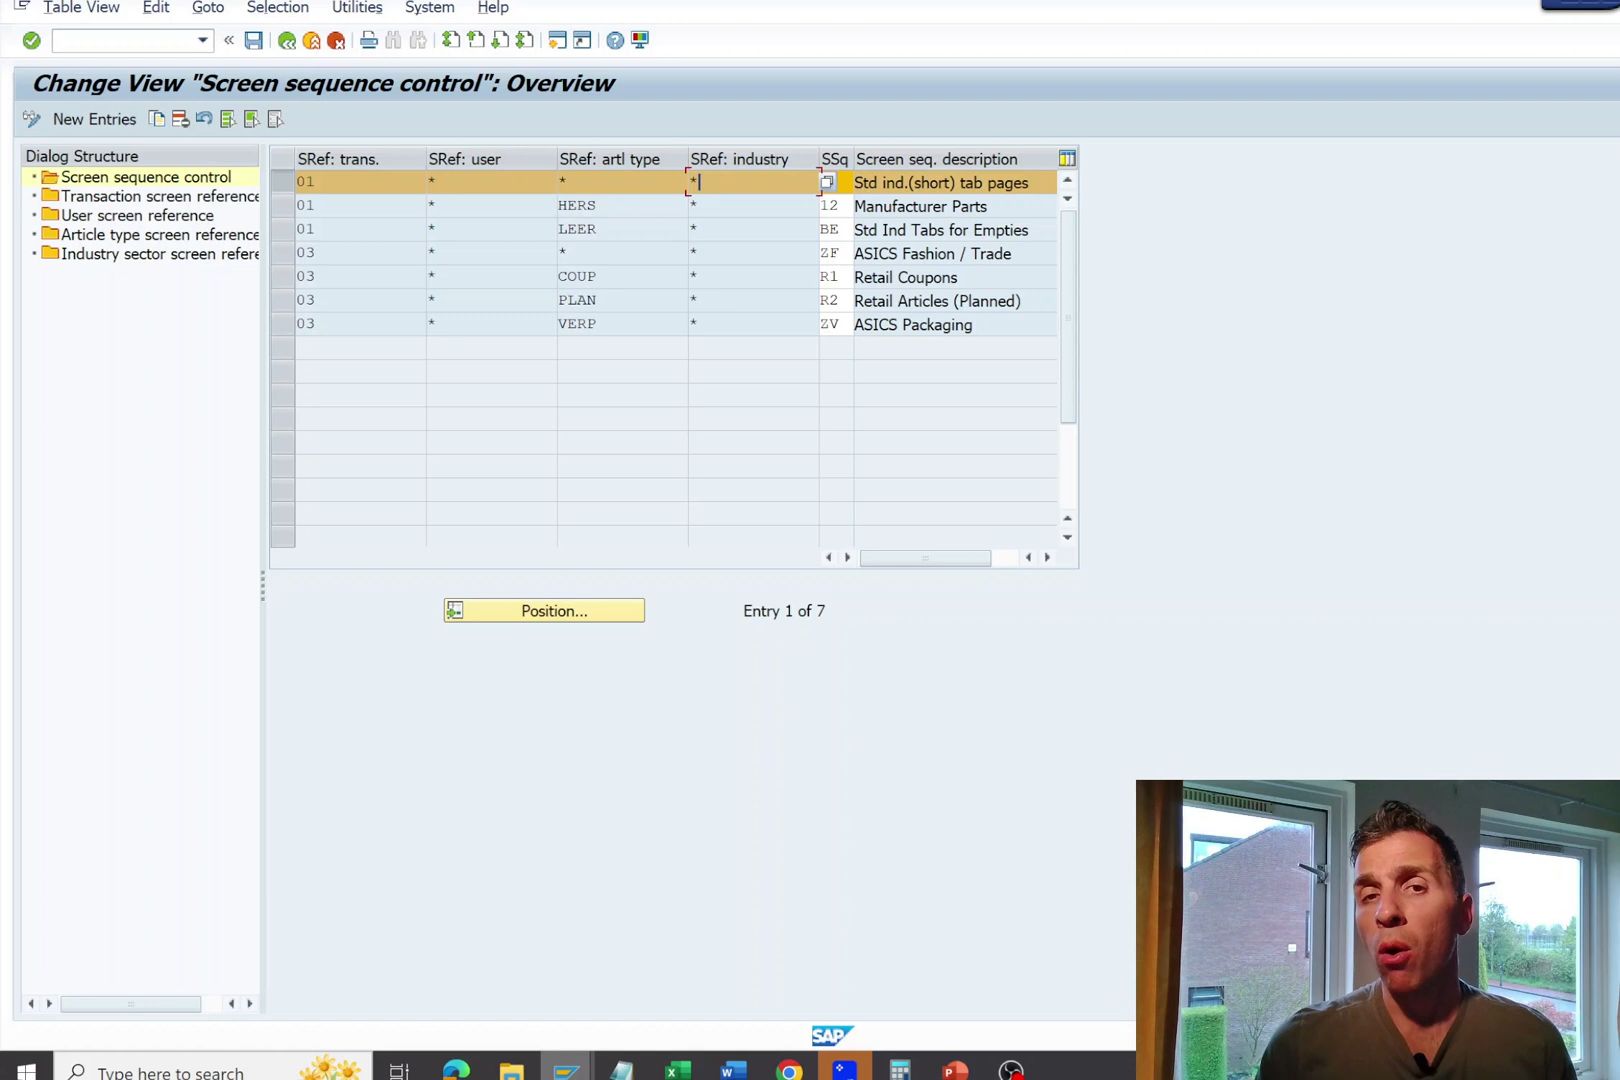 Table View Edit Goto Selection Utilities System Help
Change View "Screen sequence control": Overview
New Entries
Dialog Structure
Screen sequence control
Transaction screen reference
User screen reference
Article type screen reference
Industry sector screen refere
SRef: trans. SRef: user SRef: artl type SRef: industry SSq Screen seq. description
01 * * * Std ind.(short) tab pages
01 * HERS * 12 Manufacturer Parts
01 * LEER * BE Std Ind Tabs for Empties
03 * * * ZF ASICS Fashion / Trade
03 * COUP * R1 Retail Coupons
03 * PLAN * R2 Retail Articles (Planned)
03 * VERP * ZV ASICS Packaging
Position... Entry 1 of 7
SAP
Type here to search